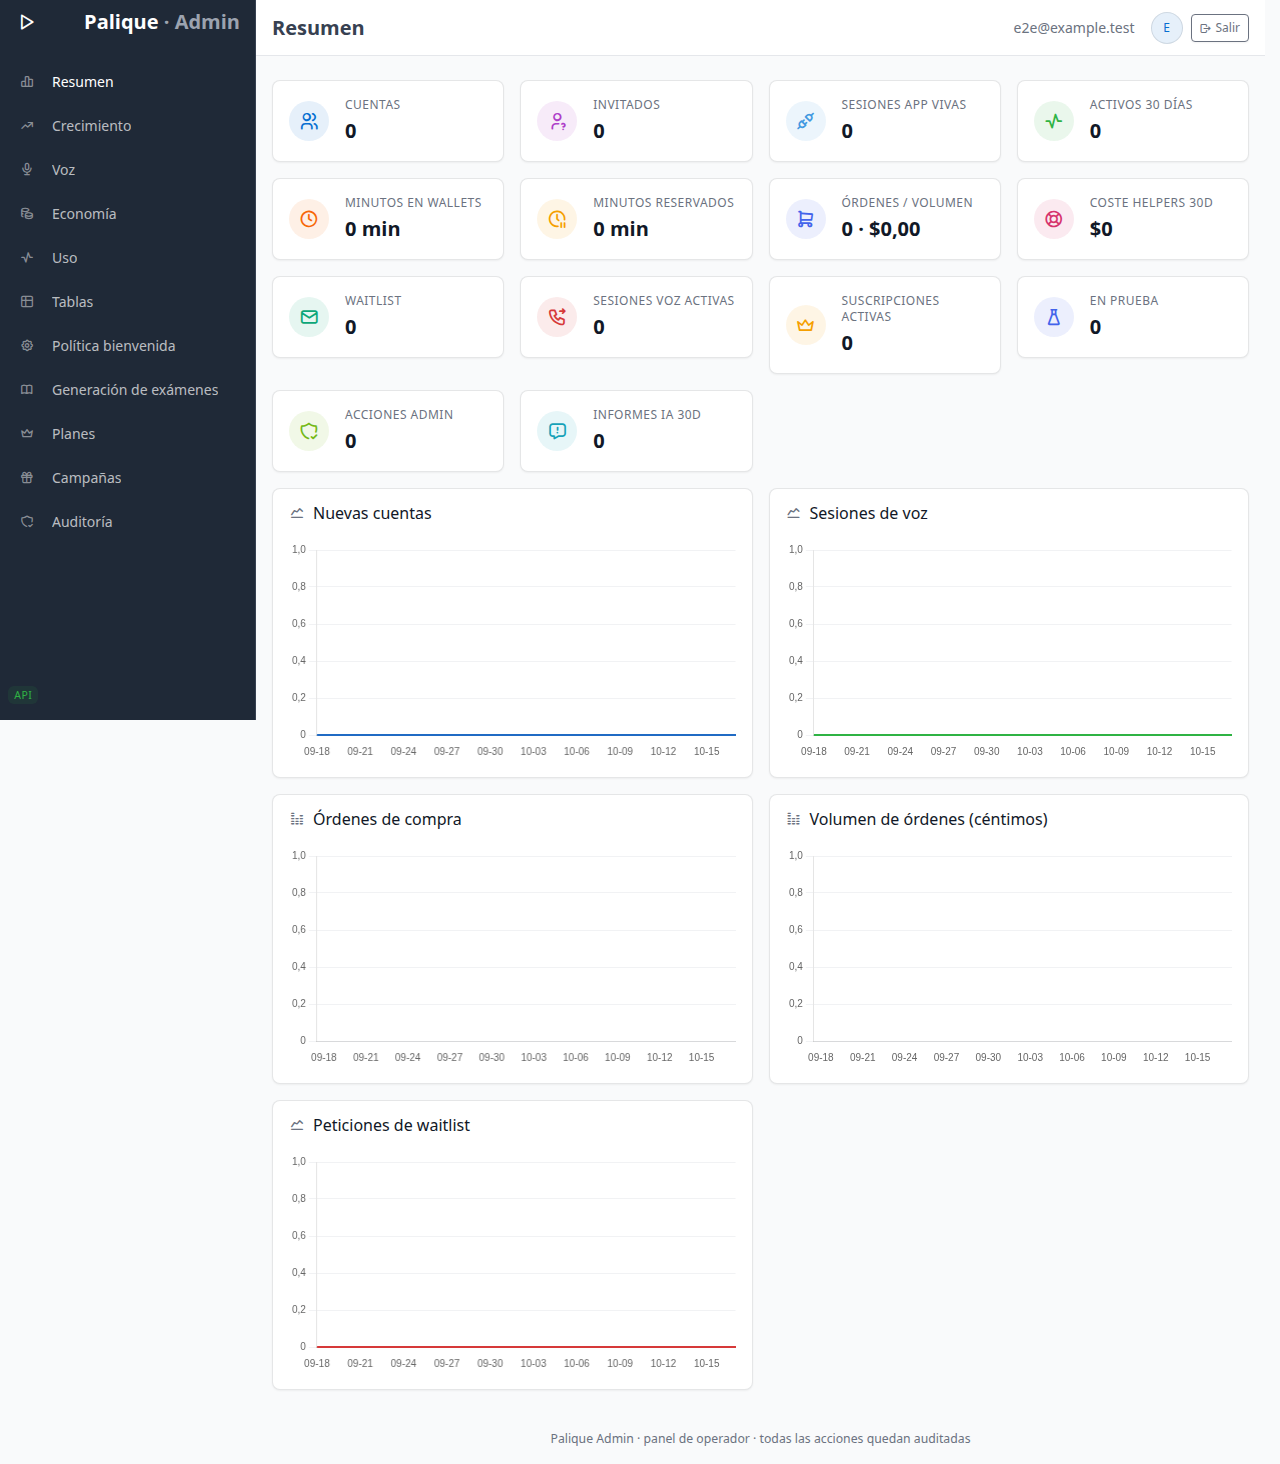 Palique · Admin
Resumen
Crecimiento
Voz
Economía
Uso
Tablas
Política bienvenida
Generación de exámenes
Planes
Campañas
Auditoría
API
Resumen
e2e@example.test
E
Salir
CUENTAS
0
INVITADOS
0
SESIONES APP VIVAS
0
ACTIVOS 30 DÍAS
0
MINUTOS EN WALLETS
0 min
MINUTOS RESERVADOS
0 min
ÓRDENES / VOLUMEN
0 · $0,00
COSTE HELPERS 30D
$0
WAITLIST
0
SESIONES VOZ ACTIVAS
0
SUSCRIPCIONES
ACTIVAS
0
EN PRUEBA
0
ACCIONES ADMIN
0
INFORMES IA 30D
0
Nuevas cuentas
1,0
0,8
0,6
0,4
0,2
0
09-18 09-21 09-24 09-27 09-30 10-03 10-06 10-09 10-12 10-15
Sesiones de voz
1,0
0,8
0,6
0,4
0,2
0
09-18 09-21 09-24 09-27 09-30 10-03 10-06 10-09 10-12 10-15
Órdenes de compra
1,0
0,8
0,6
0,4
0,2
0
09-18 09-21 09-24 09-27 09-30 10-03 10-06 10-09 10-12 10-15
Volumen de órdenes (céntimos)
1,0
0,8
0,6
0,4
0,2
0
09-18 09-21 09-24 09-27 09-30 10-03 10-06 10-09 10-12 10-15
Peticiones de waitlist
1,0
0,8
0,6
0,4
0,2
0
09-18 09-21 09-24 09-27 09-30 10-03 10-06 10-09 10-12 10-15
Palique Admin · panel de operador · todas las acciones quedan auditadas